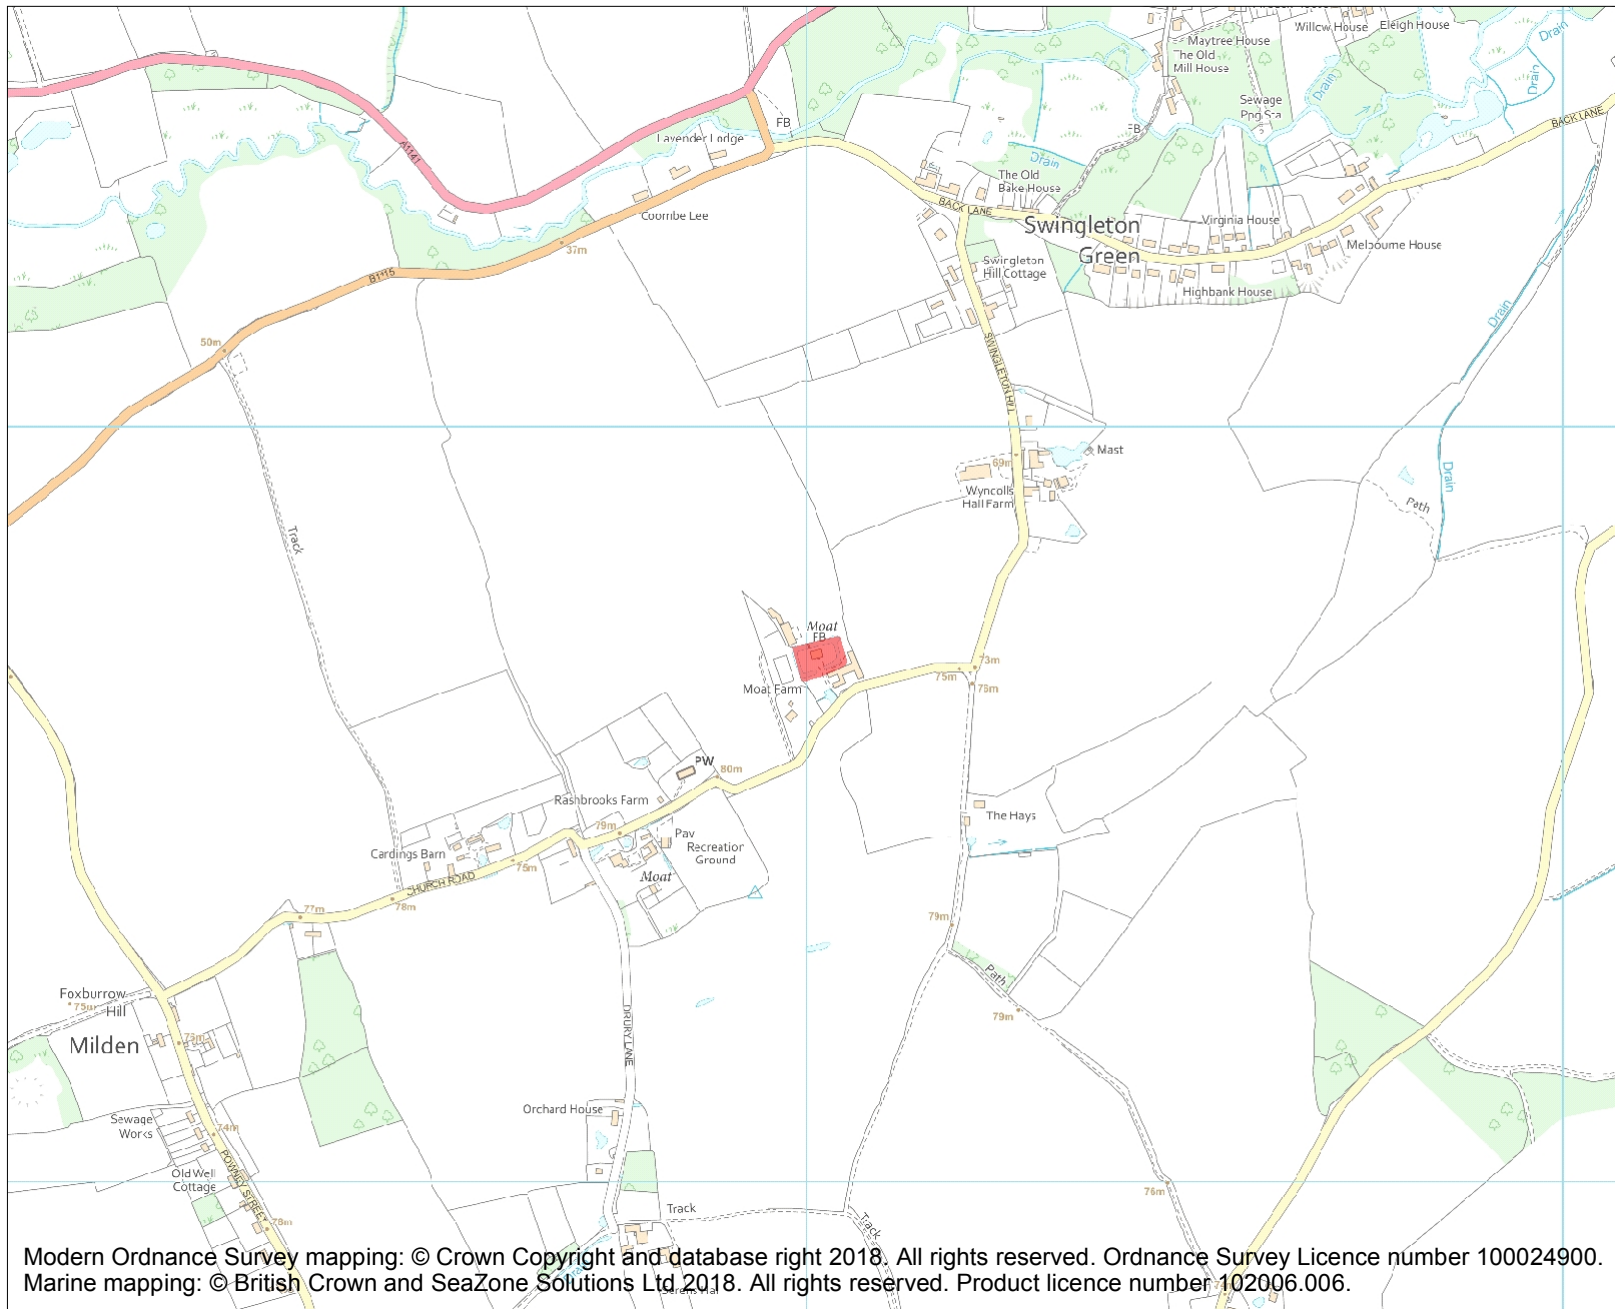 Willow House
Eleigh House
Maytree House
The Old
Mill House
Drain
Drain
Drain
Sewage
Ppg Sta
BACK LANE
FB
FB
Lavender Lodge
A1141
Drain
The Old
Bake House
BACK LANE
Coombe Lee
Swingleton
Green
Virginia House
Melbourne House
37m
B1115
Swingleton
Hill Cottage
Highbank House
Drain
50m
SWINGLETON HILL
69m
Mast
Wyncolls
Hall Farm
Drain
Path
Track
Moat
FB
73m
75m
76m
Moat Farm
PW
80m
Rashbrooks Farm
79m
The Hays
Pav
Recreation
Ground
Cardings Barn
75m
Moat
CHURCH ROAD
78m
77m
79m
Path
79m
Foxburrow
Hill
75m
Milden
75m
DRURY LANE
Orchard House
Sewage
Works
74m
Old Well
Cottage
POWNEY STREET
76m
78m
Track
Track
Drain
Modern Ordnance Survey mapping: © Crown Copyright and database right 2018. All rights reserved. Ordnance Survey Licence number 100024900.
Marine mapping: © British Crown and SeaZone Solutions Ltd 2018. All rights reserved. Product licence number 102006.006.